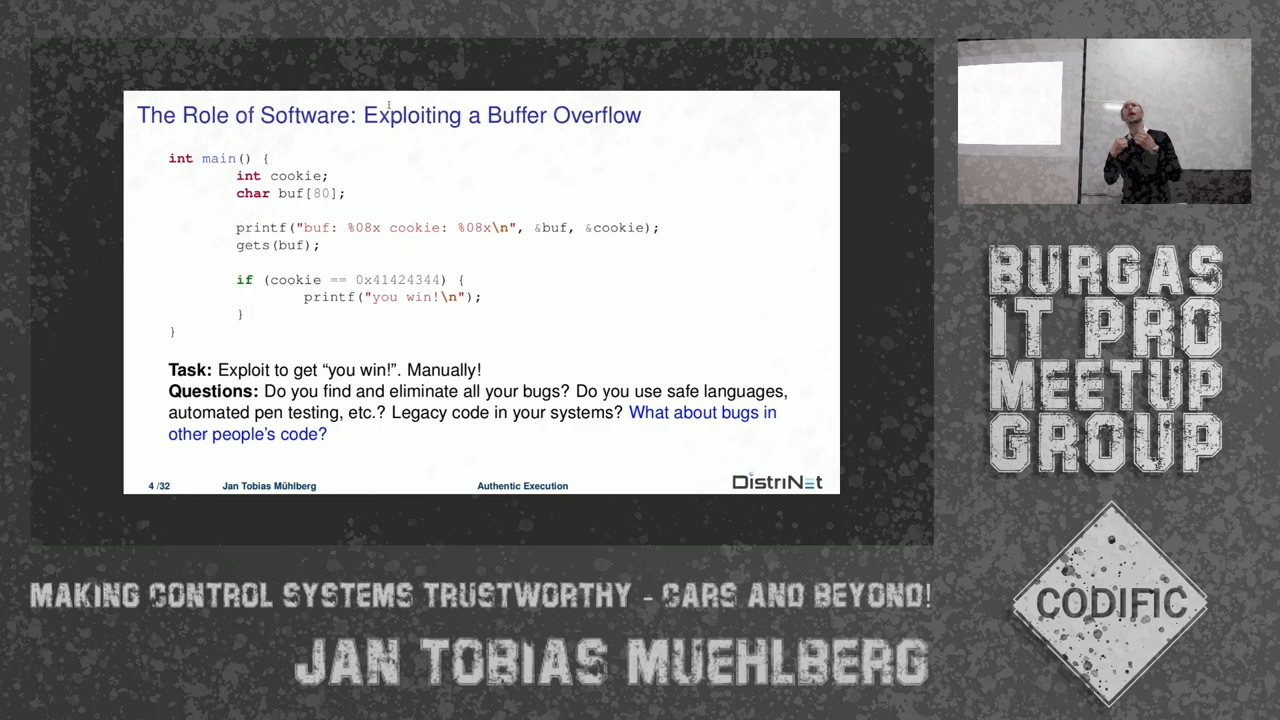 The Role of Software: Exploiting a Buffer Overflow
int main() {
int cookie;
char buf[80];
printf("buf: %08x cookie: %08x\n", &buf, &cookie);
gets(buf);
if (cookie == 0x41424344) {
printf("you win!\n");
}
}
Task: Exploit to get “you win!”. Manually!
Questions: Do you find and eliminate all your bugs? Do you use safe languages,
automated pen testing, etc.? Legacy code in your systems? What about bugs in
other people's code?
4 /32 Jan Tobias Mühlberg Authentic Execution DistriNet
BURGAS
IT PRO
MEETUP
GROUP
CODIFIC
MAKING CONTROL SYSTEMS TRUSTWORTHY - CARS AND BEYOND!
JAN TOBIAS MUEHLBERG